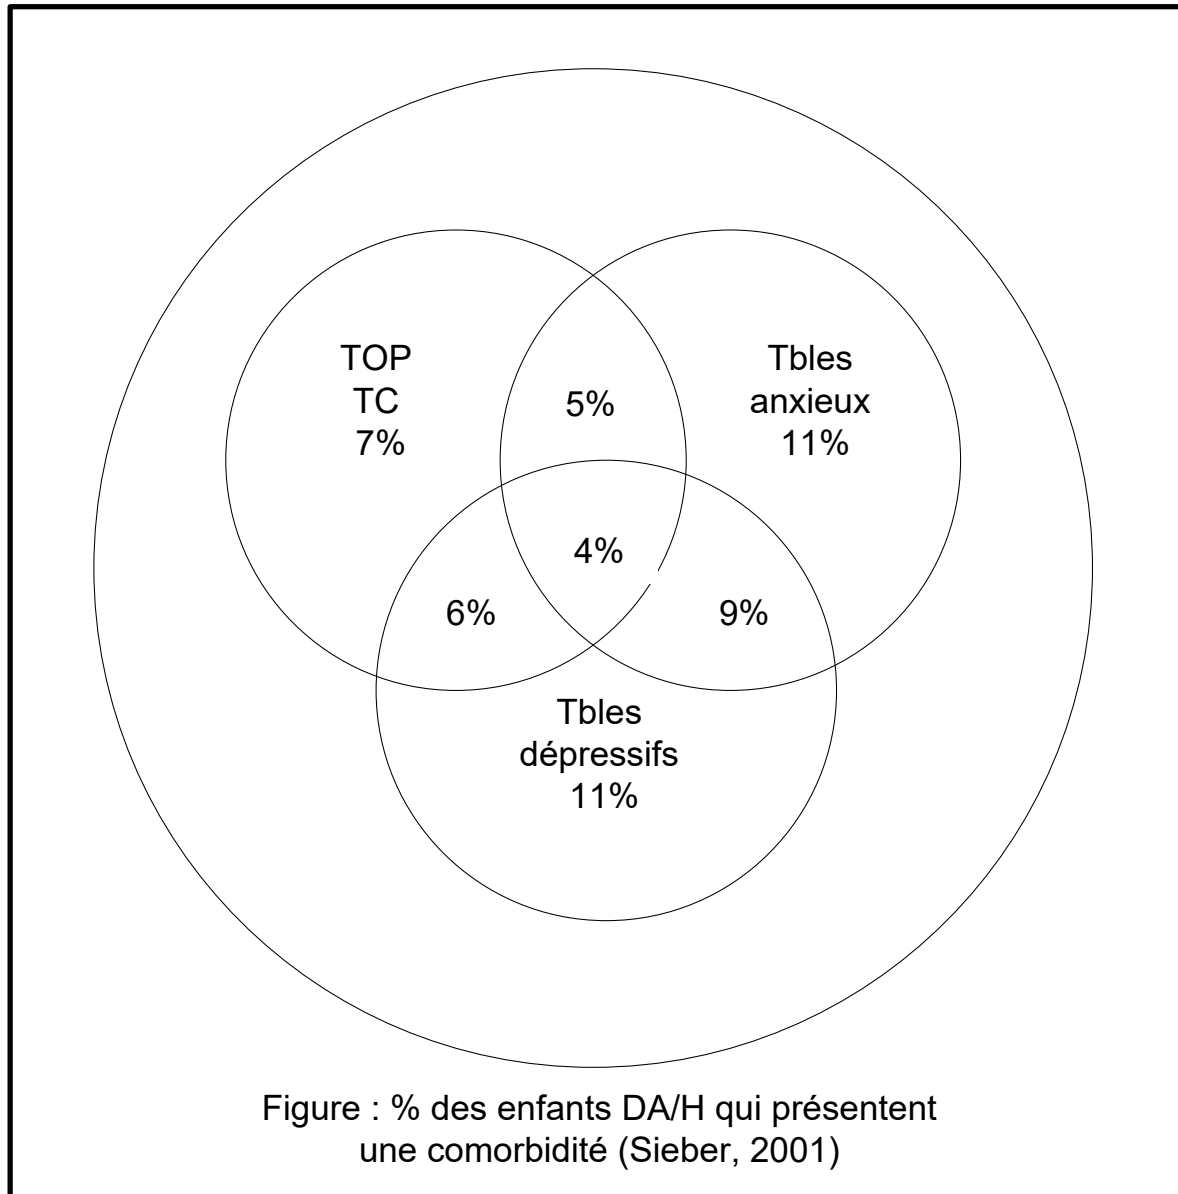 TOP
TC
7%
5%
Tbles
anxieux
11%
4%
6%
9%
Tbles
dépressifs
11%
Figure : % des enfants DA/H qui présentent
une comorbidité (Sieber, 2001)